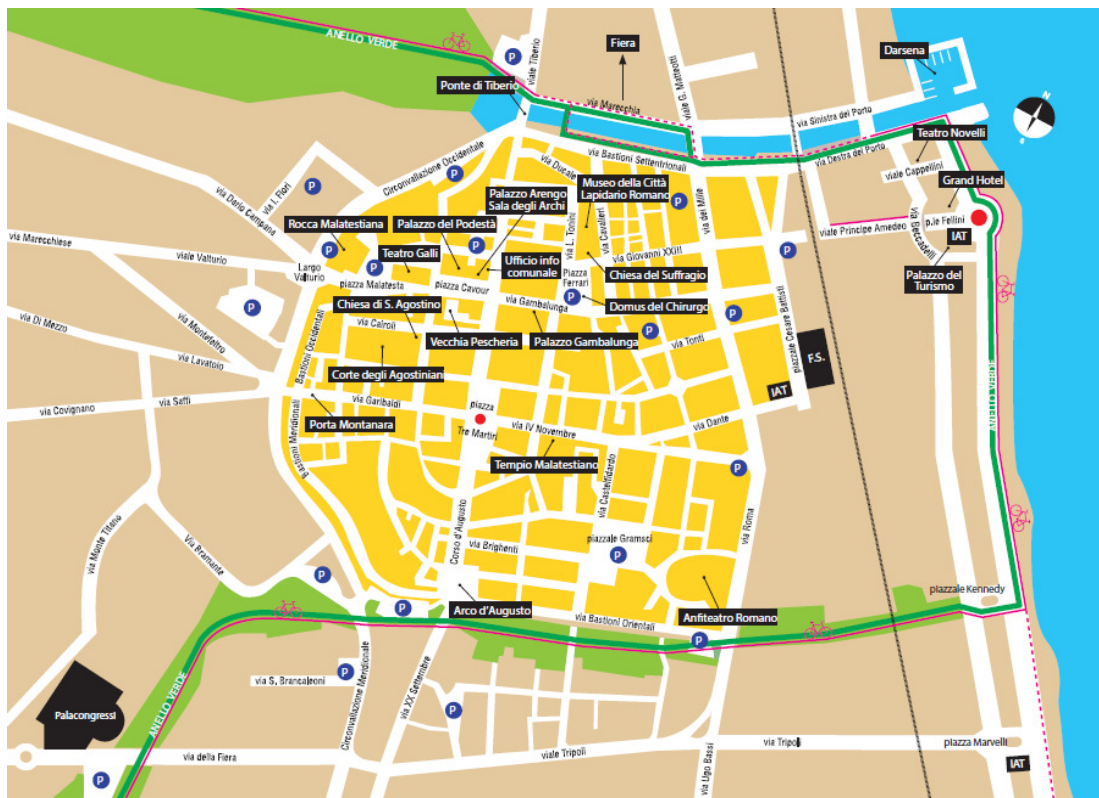 ANELLO VERDE
P
viale Tiberio
Fiera
viale G. Matteotti
Darsena
Ponte di Tiberio
via Marecchia
via Sinistra del Porto
N
Teatro Novelli
via Destra del Porto
viale Cappellini
Grand Hotel
via Bastioni Settentrionali
Circonvallazione Occidentale
via Ducale
P
P
via I. Fiori
via Dario Campana
Palazzo Arengo
Sala degli Archi
Museo della Città
Lapidario Romano
P
via dei Mille
via Beccadelli
p.le Fellini
IAT
Rocca Malatestiana
Palazzo del Podestà
via L. Tonini
via Cavalieri
viale Principe Amedeo
via Marecchiese
P
P
P
viale Valturio
Teatro Galli
Ufficio info
comunale
via Giovanni XXIII
Chiesa del Suffragio
Palazzo del
Turismo
Largo
Valturio
P
piazza Malatesta
piazza Cavour
Piazza
Ferrari
P
Chiesa di S. Agostino
via Gambalunga
Domus del Chirurgo
P
P
P
piazzale Cesare Battisti
via Di Mezzo
via Montefeltro
via Cairoli
Vecchia Pescheria
Palazzo Gambalunga
via Tonti
F.S.
via Lavatoio
Bastioni Occidentali
Corte degli Agostiniani
IAT
ANELLO VERDE
via Covignano
via Saffi
Porta Montanara
via Garibaldi
piazza
Tre Martiri
via IV Novembre
via Dante
Bastioni Meridionali
Tempio Malatestiano
via Castelfidardo
P
via Roma
via Monte Titano
Via Bramante
Corso d'Augusto
via Brighenti
piazzale Gramsci
P
P
P
Arco d'Augusto
via Bastioni Orientali
Anfiteatro Romano
piazzale Kennedy
P
P
via S. Brancaleoni
Circonvallazione Meridionale
via XX Settembre
P
Palacongressi
ANELLO VERDE
via della Fiera
viale Tripoli
via Ugo Bassi
via Tripoli
piazza Marvelli
IAT
P